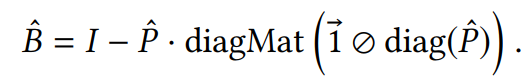 B̂ = I − P̂ · diagMat (1⃗ ⊘ diag(P̂)) .